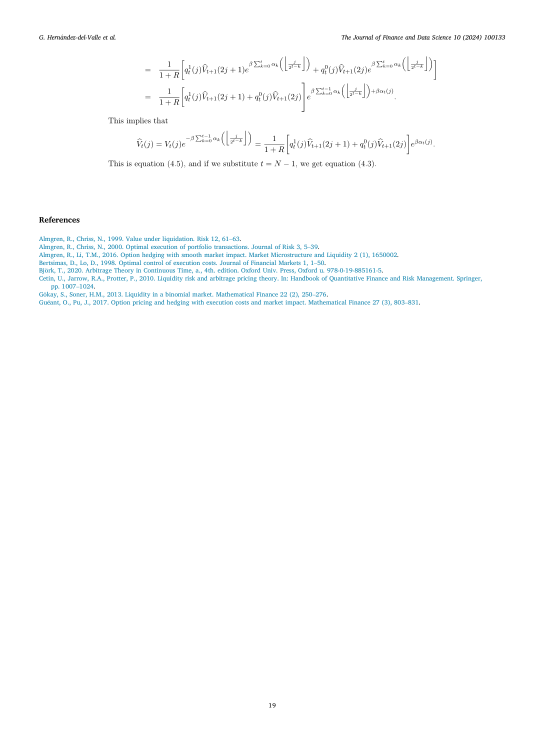 G. Hernández-del-Valle et al.
The Journal of Finance and Data Science 10 (2024) 100133
= \frac{1}{1+R}\left[q_t^1(j)\widehat{V}_{t+1}(2j+1)e^{\beta\sum_{k=0}^{t}\alpha_k\left(\left\lfloor\frac{j}{2^{t-k}}\right\rfloor\right)} + q_t^0(j)\widehat{V}_{t+1}(2j)e^{\beta\sum_{k=0}^{t}\alpha_k\left(\left\lfloor\frac{j}{2^{t-k}}\right\rfloor\right)}\right]
= \frac{1}{1+R}\left[q_t^1(j)\widehat{V}_{t+1}(2j+1) + q_t^0(j)\widehat{V}_{t+1}(2j)\right]e^{\beta\sum_{k=0}^{t-1}\alpha_k\left(\left\lfloor\frac{j}{2^{t-k}}\right\rfloor\right)+\beta\alpha_t(j)}.
This implies that
\widehat{V}_t(j) = V_t(j)e^{-\beta\sum_{k=0}^{t-1}\alpha_k\left(\left\lfloor\frac{j}{2^{t-k}}\right\rfloor\right)} = \frac{1}{1+R}\left[q_t^1(j)\widehat{V}_{t+1}(2j+1) + q_t^0(j)\widehat{V}_{t+1}(2j)\right]e^{\beta\alpha_t(j)}.
This is equation (4.5), and if we substitute t = N − 1, we get equation (4.3).
References
Almgren, R., Chriss, N., 1999. Value under liquidation. Risk 12, 61–63.
Almgren, R., Chriss, N., 2000. Optimal execution of portfolio transactions. Journal of Risk 3, 5–39.
Almgren, R., Li, T.M., 2016. Option hedging with smooth market impact. Market Microstructure and Liquidity 2 (1), 1650002.
Bertsimas, D., Lo, D., 1998. Optimal control of execution costs. Journal of Financial Markets 1, 1–50.
Björk, T., 2020. Arbitrage Theory in Continuous Time, a., 4th. edition. Oxford Univ. Press, Oxford u. 978-0-19-885161-5.
Cetin, U., Jarrow, R.A., Protter, P., 2010. Liquidity risk and arbitrage pricing theory. In: Handbook of Quantitative Finance and Risk Management. Springer,
pp. 1007–1024.
Gökay, S., Soner, H.M., 2013. Liquidity in a binomial market. Mathematical Finance 22 (2), 250–276.
Guéant, O., Pu, J., 2017. Option pricing and hedging with execution costs and market impact. Mathematical Finance 27 (3), 803–831.
19